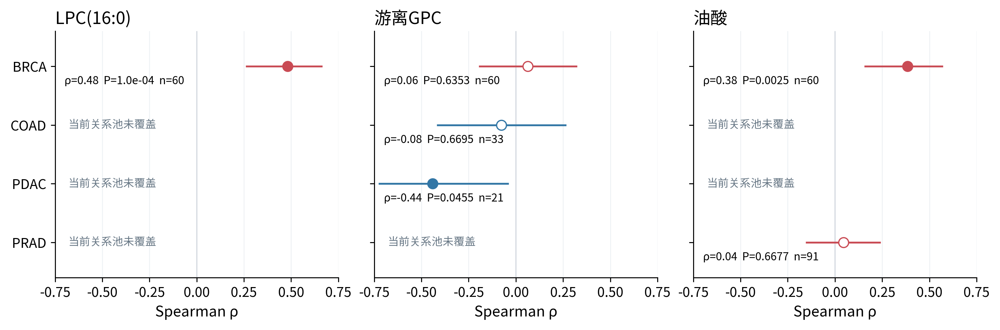 LPC(16:0)
BRCA
ρ=0.48 P=1.0e-04 n=60
COAD
当前关系池未覆盖
PDAC
当前关系池未覆盖
PRAD
当前关系池未覆盖
-0.75 -0.50 -0.25 0.00 0.25 0.50 0.75
Spearman ρ
游离GPC
ρ=0.06 P=0.6353 n=60
ρ=-0.08 P=0.6695 n=33
ρ=-0.44 P=0.0455 n=21
当前关系池未覆盖
-0.75 -0.50 -0.25 0.00 0.25 0.50 0.75
Spearman ρ
油酸
ρ=0.38 P=0.0025 n=60
当前关系池未覆盖
当前关系池未覆盖
ρ=0.04 P=0.6677 n=91
-0.75 -0.50 -0.25 0.00 0.25 0.50 0.75
Spearman ρ